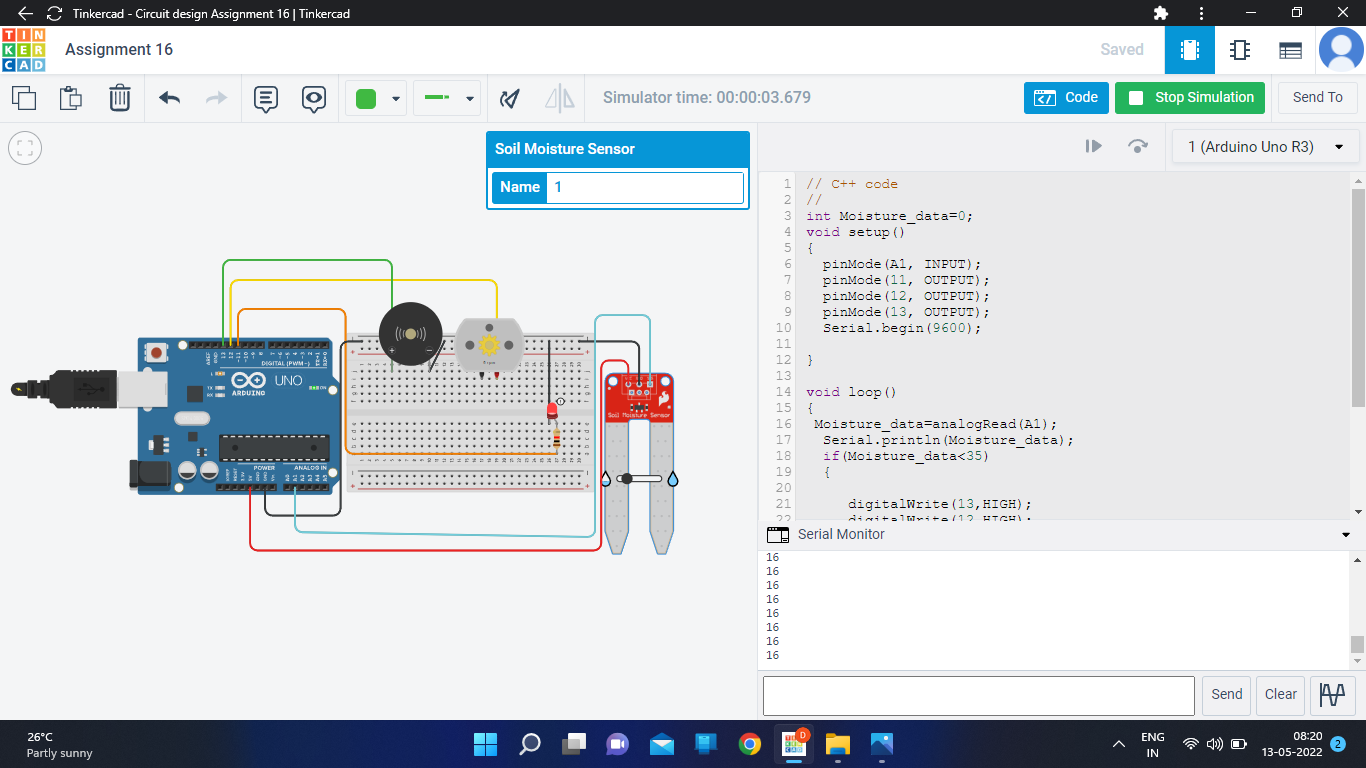 Tinkercad - Circuit design Assignment 16 | Tinkercad
TIN
KER
CAD
Assignment 16
Saved
Simulator time: 00:00:03.679
Code
Stop Simulation
Send To
Soil Moisture Sensor
Name 1
1 (Arduino Uno R3)
1 // C++ code
2 //
3 int Moisture_data=0;
4 void setup()
5 {
6 pinMode(A1, INPUT);
7 pinMode(11, OUTPUT);
8 pinMode(12, OUTPUT);
9 pinMode(13, OUTPUT);
10 Serial.begin(9600);
11
12 }
13
14 void loop()
15 {
16 Moisture_data=analogRead(A1);
17 Serial.println(Moisture_data);
18 if(Moisture_data<35)
19 {
20
21 digitalWrite(13,HIGH);
22 digitalWrite(12,HIGH);
DIGITAL (PWM~)
UNO
ARDUINO
TX
RX
ON
POWER
ANALOG IN
Soil Moisture Sensor
Serial Monitor
16
16
16
16
16
16
16
16
Send
Clear
26°C
Partly sunny
D
ENG
IN
08:20
13-05-2022
2